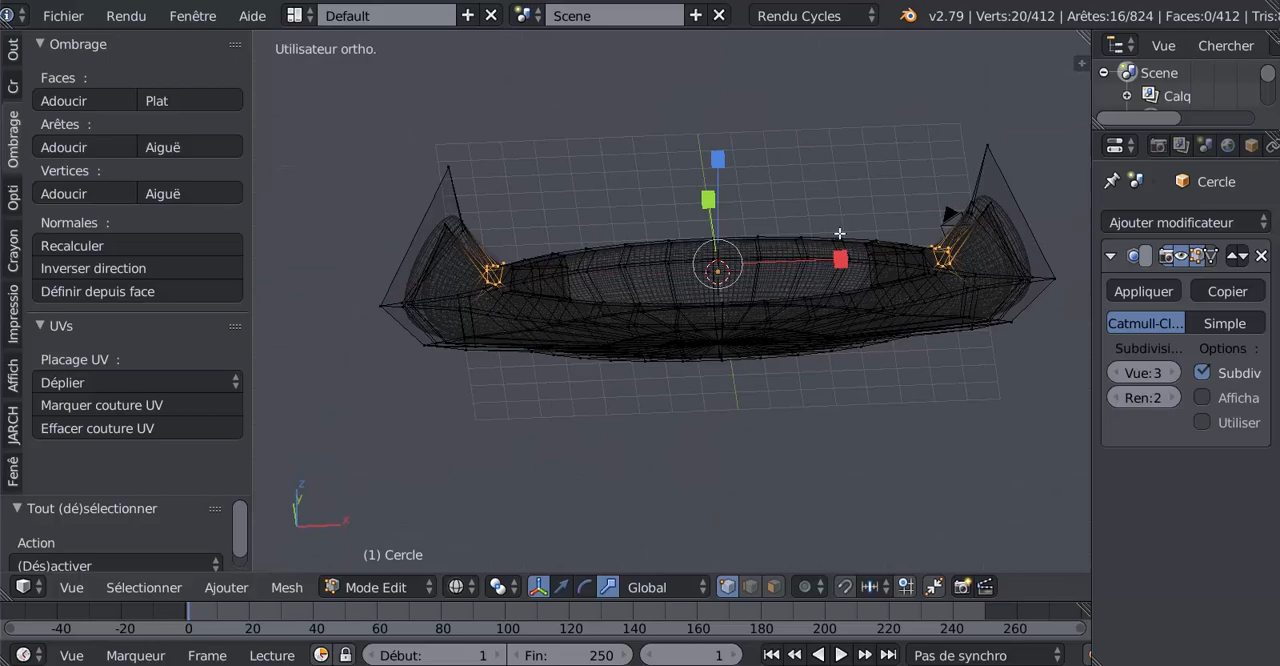 Fichier Rendu Fenêtre Aide Default Scene Rendu Cycles v2.79 | Verts:20/412 | Arêtes:16/824 | Faces:0/412 | Tris:8
Out
Cr
Ombrage
Opti
Crayon
Impressio
Affich
JARCH
Fenê
Ombrage
Faces :
Adoucir Plat
Arêtes :
Adoucir Aiguë
Vertices :
Adoucir Aiguë
Normales :
Recalculer
Inverser direction
Définir depuis face
UVs
Placage UV :
Déplier
Marquer couture UV
Effacer couture UV
Tout (dé)sélectionner
Action
(Dés)activer
Utilisateur ortho.
z
y
x
(1) Cercle
Vue Chercher
Scene
Calq
Cercle
Ajouter modificateur
Appliquer Copier
Catmull-Cl... Simple
Subdivisi... Options :
Vue:3 Subdiv
Ren:2 Afficha
Utiliser
Vue Sélectionner Ajouter Mesh Mode Edit Global
-40 -20 0 20 40 60 80 100 120 140 160 180 200 220 240 260
Vue Marqueur Frame Lecture Début: 1 Fin: 250 1 Pas de synchro